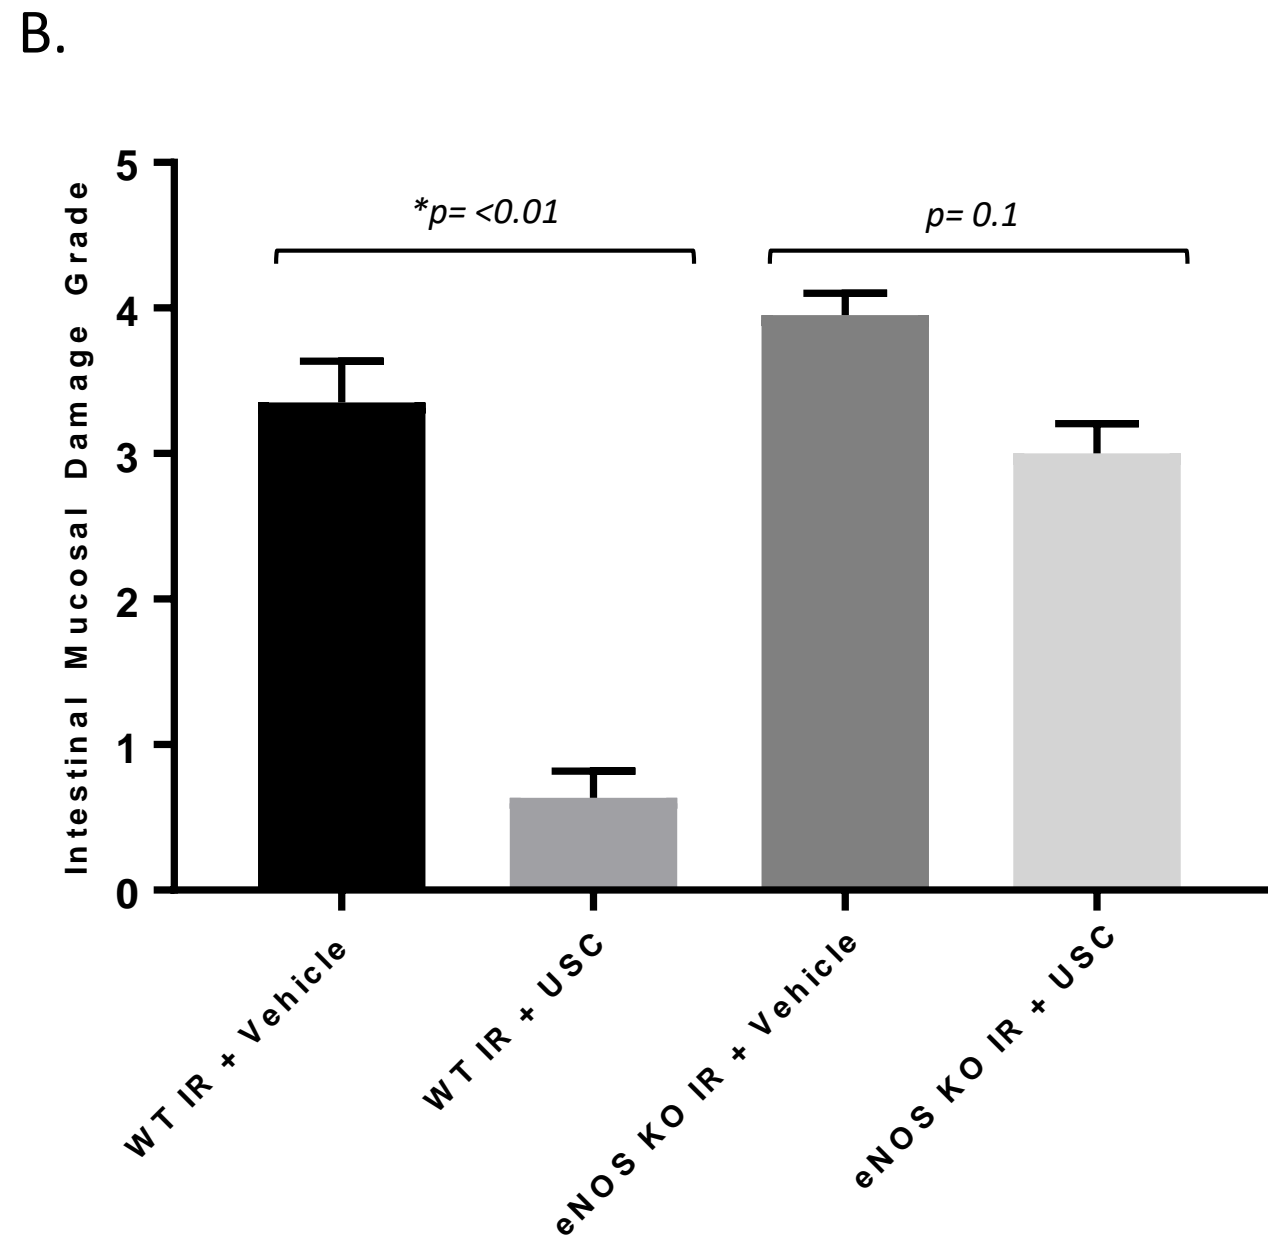 B.
*p= <0.01
p= 0.1
Intestinal Mucosal Damage Grade
5
4
3
2
1
0
WT IR + Vehicle
WT IR + USC
eNOS KO IR + Vehicle
eNOS KO IR + USC